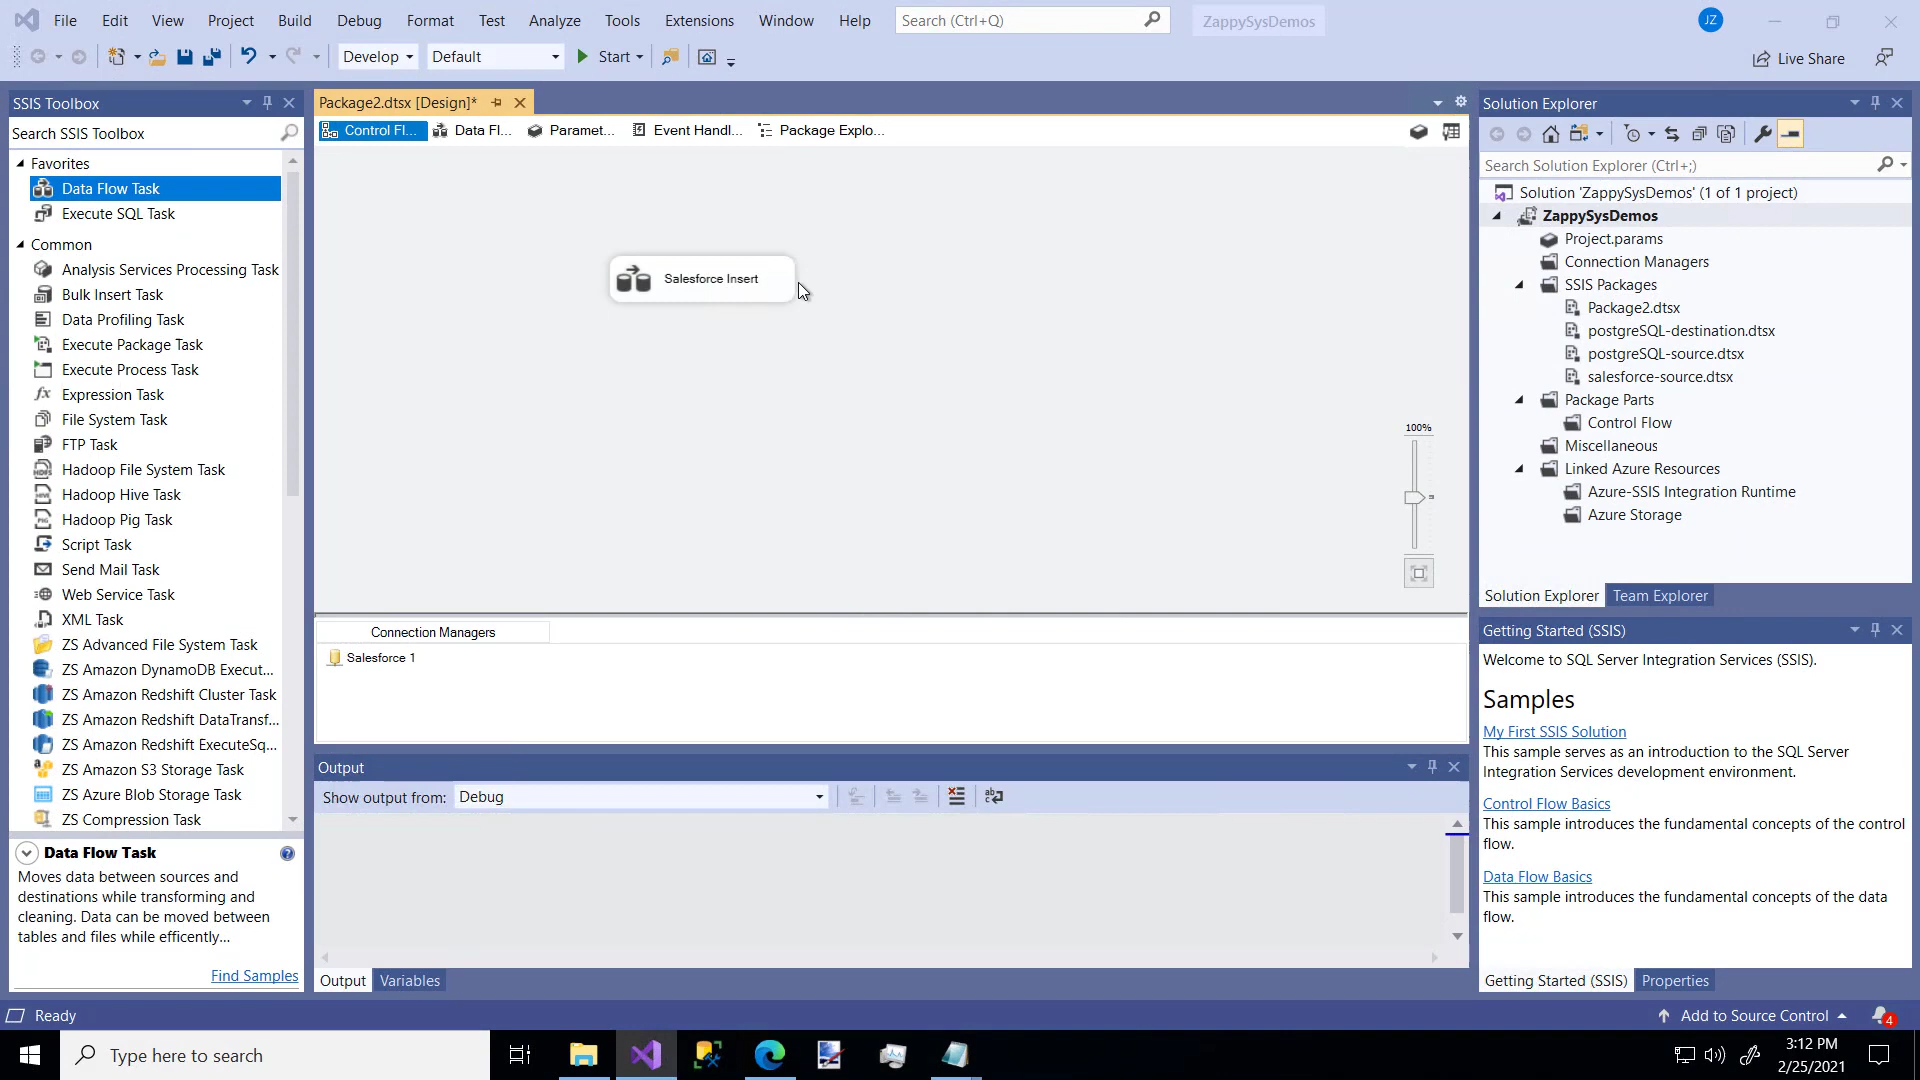 File Edit View Project Build Debug Format Test Analyze Tools Extensions Window Help Search (Ctrl+Q) ZappySysDemos JZ
Develop Default Start Live Share
SSIS Toolbox
Search SSIS Toolbox
Favorites
Data Flow Task
Execute SQL Task
Common
Analysis Services Processing Task
Bulk Insert Task
Data Profiling Task
Execute Package Task
Execute Process Task
Expression Task
File System Task
FTP Task
Hadoop File System Task
Hadoop Hive Task
Hadoop Pig Task
Script Task
Send Mail Task
Web Service Task
XML Task
ZS Advanced File System Task
ZS Amazon DynamoDB Execut...
ZS Amazon Redshift Cluster Task
ZS Amazon Redshift DataTransf...
ZS Amazon Redshift ExecuteSq...
ZS Amazon S3 Storage Task
ZS Azure Blob Storage Task
ZS Compression Task
Data Flow Task
Moves data between sources and
destinations while transforming and
cleaning. Data can be moved between
tables and files while efficently...
Find Samples
Package2.dtsx [Design]*
Control Fl... Data Fl... Paramet... Event Handl... Package Explo...
Salesforce Insert
100%
Connection Managers
Salesforce 1
Output
Show output from: Debug
Output Variables
Solution Explorer
Search Solution Explorer (Ctrl+;)
Solution 'ZappySysDemos' (1 of 1 project)
ZappySysDemos
Project.params
Connection Managers
SSIS Packages
Package2.dtsx
postgreSQL-destination.dtsx
postgreSQL-source.dtsx
salesforce-source.dtsx
Package Parts
Control Flow
Miscellaneous
Linked Azure Resources
Azure-SSIS Integration Runtime
Azure Storage
Solution Explorer Team Explorer
Getting Started (SSIS)
Welcome to SQL Server Integration Services (SSIS).
Samples
My First SSIS Solution
This sample serves as an introduction to the SQL Server
Integration Services development environment.
Control Flow Basics
This sample introduces the fundamental concepts of the control
flow.
Data Flow Basics
This sample introduces the fundamental concepts of the data
flow.
Getting Started (SSIS) Properties
Ready Add to Source Control 4
Type here to search
3:12 PM
2/25/2021